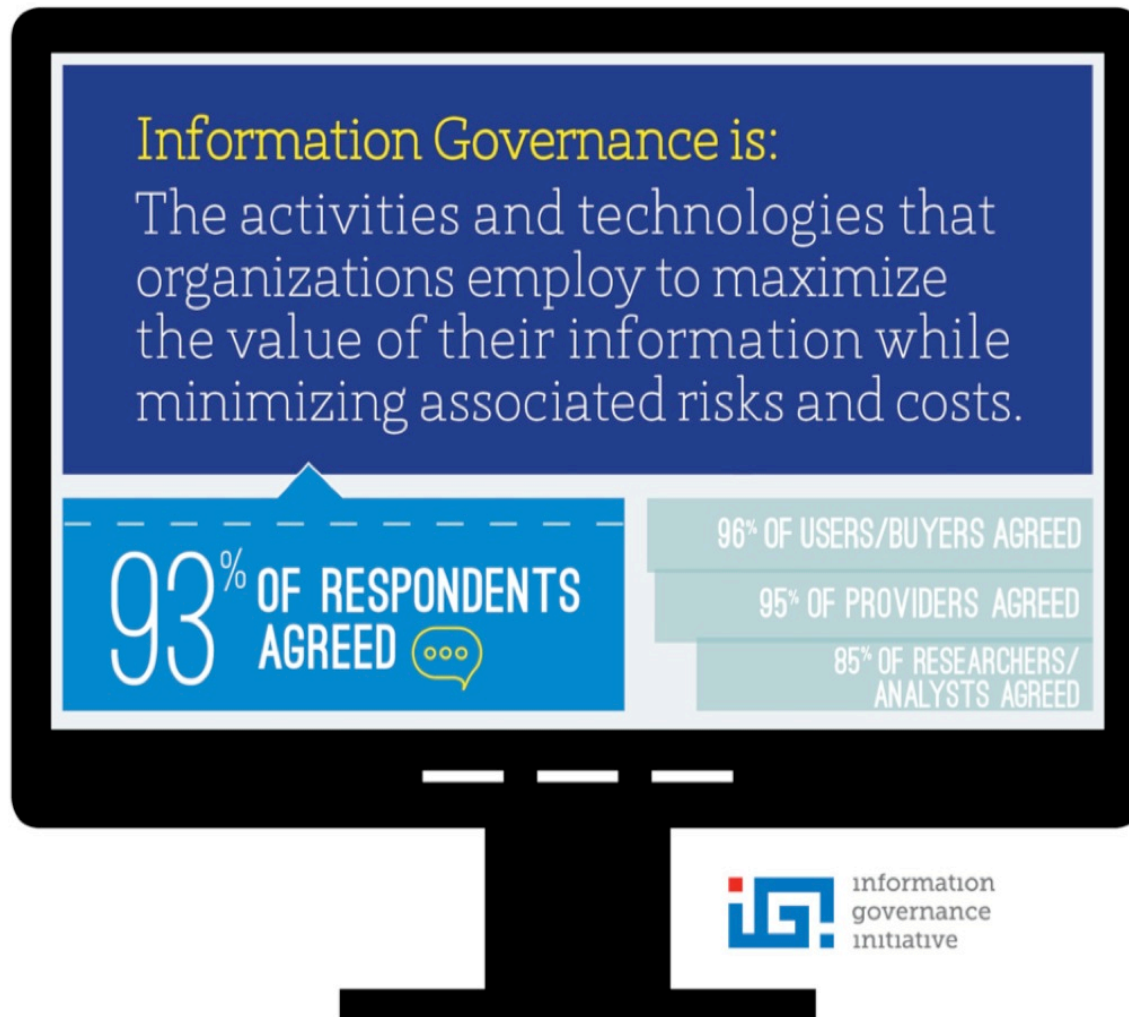 Information Governance is:
The activities and technologies that
organizations employ to maximize
the value of their information while
minimizing associated risks and costs.
93% OF RESPONDENTS
AGREED
96% OF USERS/BUYERS AGREED
95% OF PROVIDERS AGREED
85% OF RESEARCHERS/
ANALYSTS AGREED
iGi
information
governance
initiative